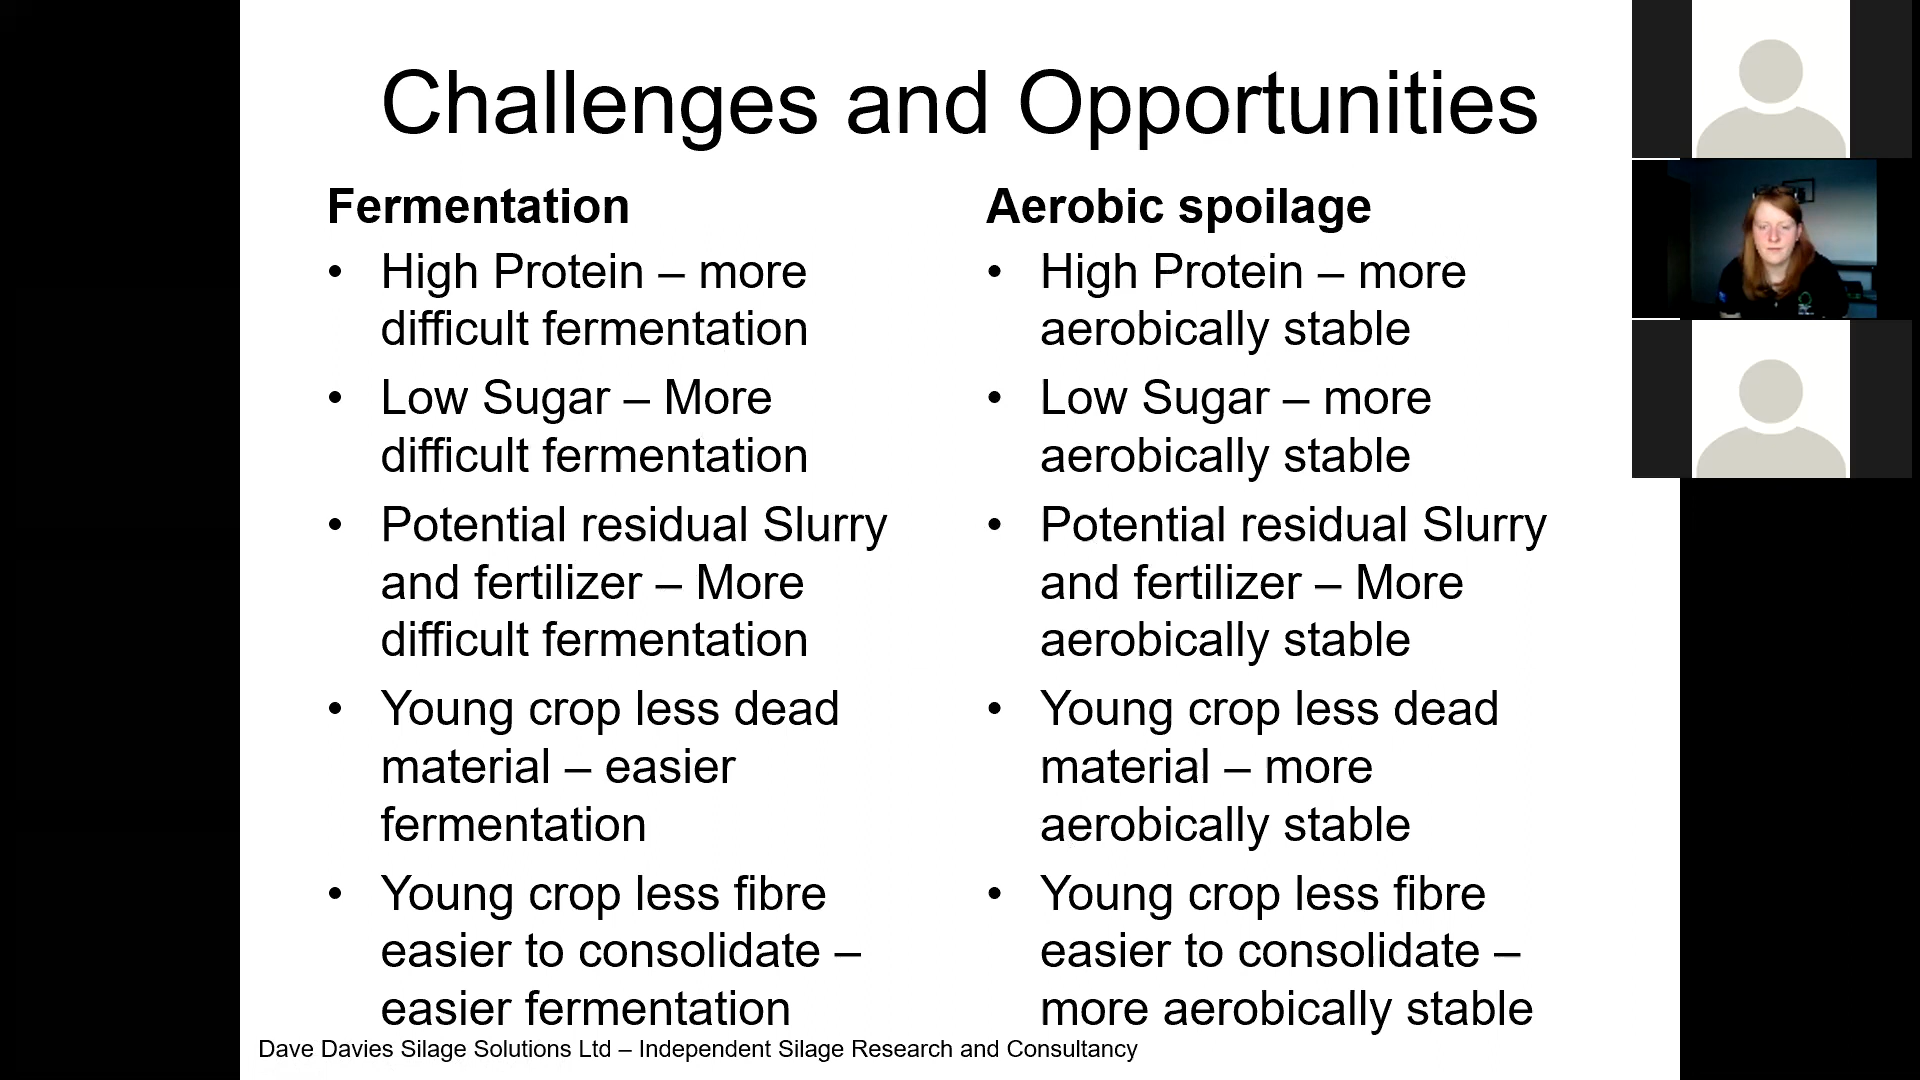 Challenges and Opportunities
Fermentation
• High Protein – more
difficult fermentation
• Low Sugar – More
difficult fermentation
• Potential residual Slurry
and fertilizer – More
difficult fermentation
• Young crop less dead
material – easier
fermentation
• Young crop less fibre
easier to consolidate –
easier fermentation
Aerobic spoilage
• High Protein – more
aerobically stable
• Low Sugar – more
aerobically stable
• Potential residual Slurry
and fertilizer – More
aerobically stable
• Young crop less dead
material – more
aerobically stable
• Young crop less fibre
easier to consolidate –
more aerobically stable
Dave Davies Silage Solutions Ltd – Independent Silage Research and Consultancy